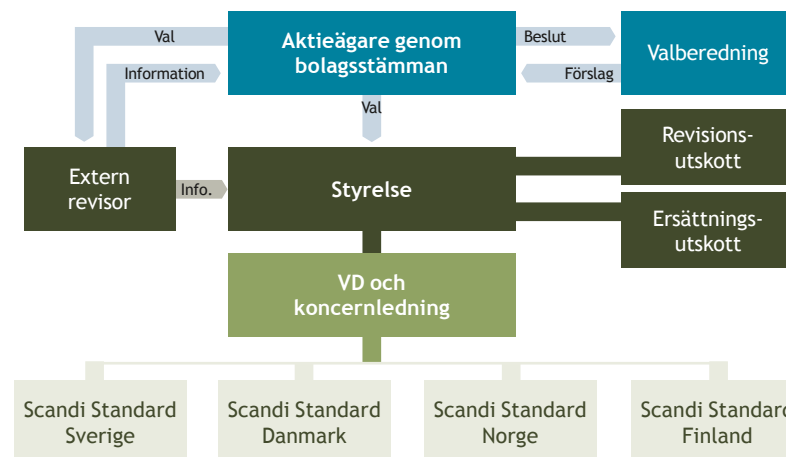 Val
Aktieägare genom
bolagsstämman
Beslut
Valberedning
Information
Förslag
Val
Revisions-
utskott
Extern
revisor
Info.
Styrelse
Ersättnings-
utskott
VD och
koncernledning
Scandi Standard
Sverige
Scandi Standard
Danmark
Scandi Standard
Norge
Scandi Standard
Finland